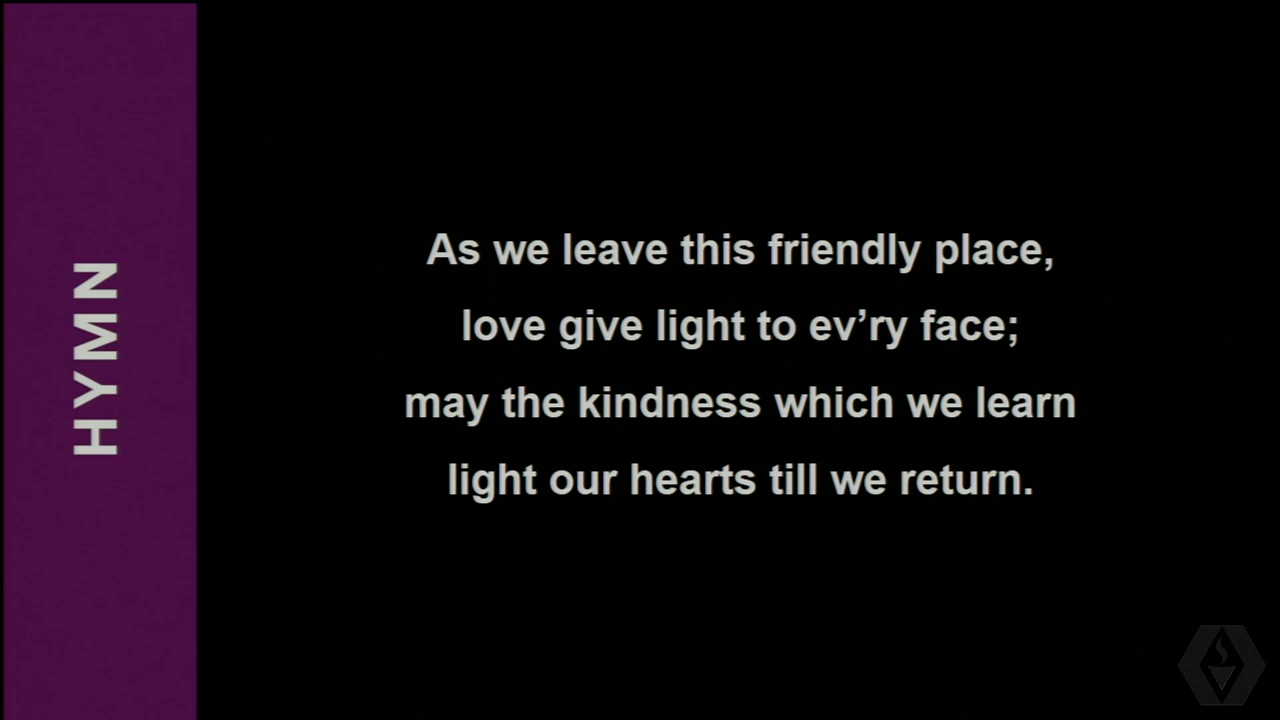 HYMN
As we leave this friendly place,
love give light to ev’ry face;
may the kindness which we learn
light our hearts till we return.